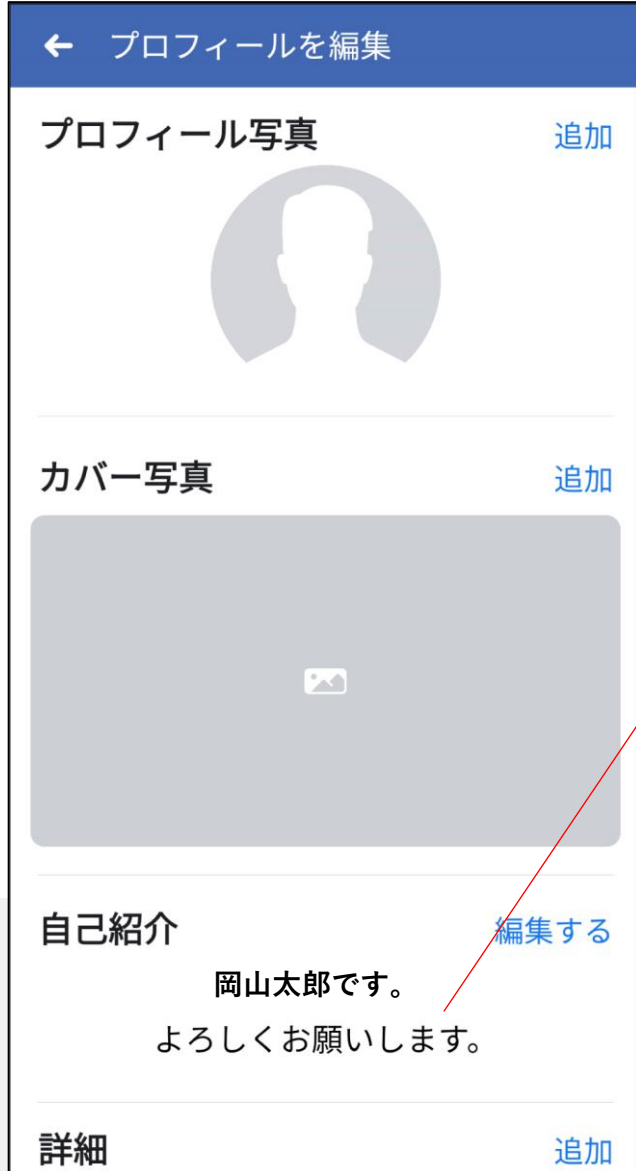 プロフィールを編集
プロフィール写真 追加
カバー写真 追加
自己紹介 編集する
岡山太郎です。
よろしくお願いします。
詳細 追加